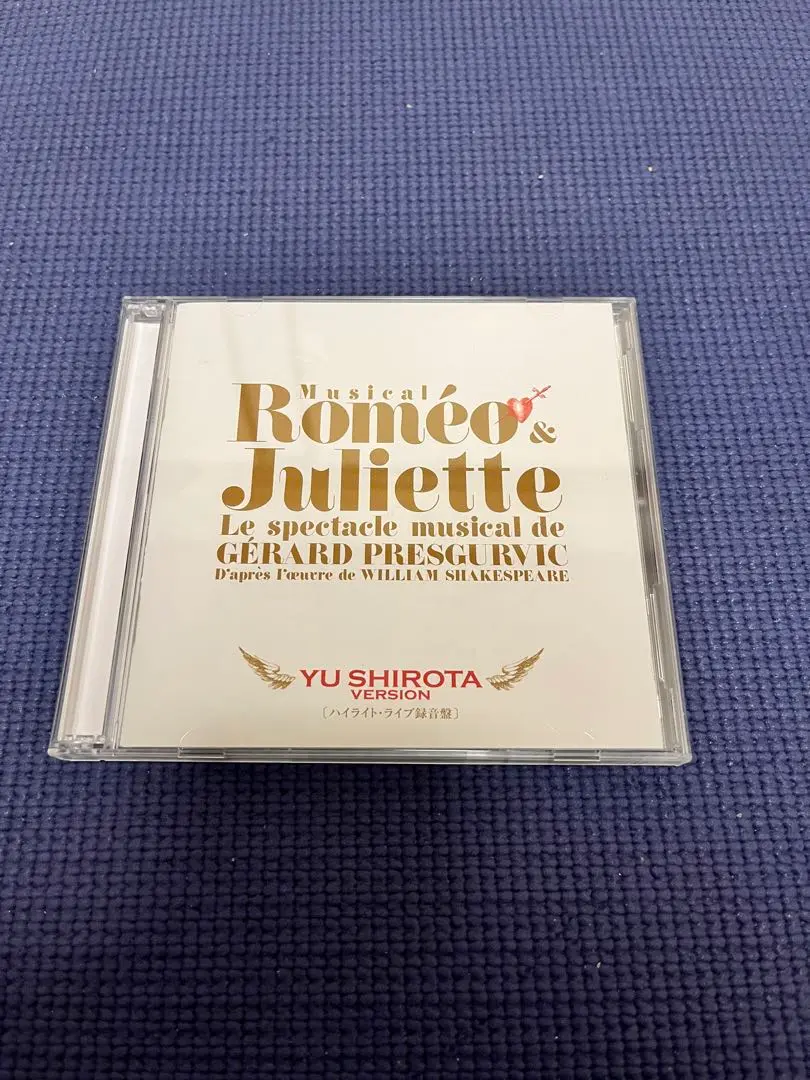 Musical
Roméo &
Juliette
Le spectacle musical de
GÉRARD PRESGURVIC
D'après l'œuvre de WILLIAM SHAKESPEARE
YU SHIROTA
VERSION
〔ハイライト・ライブ録音盤〕